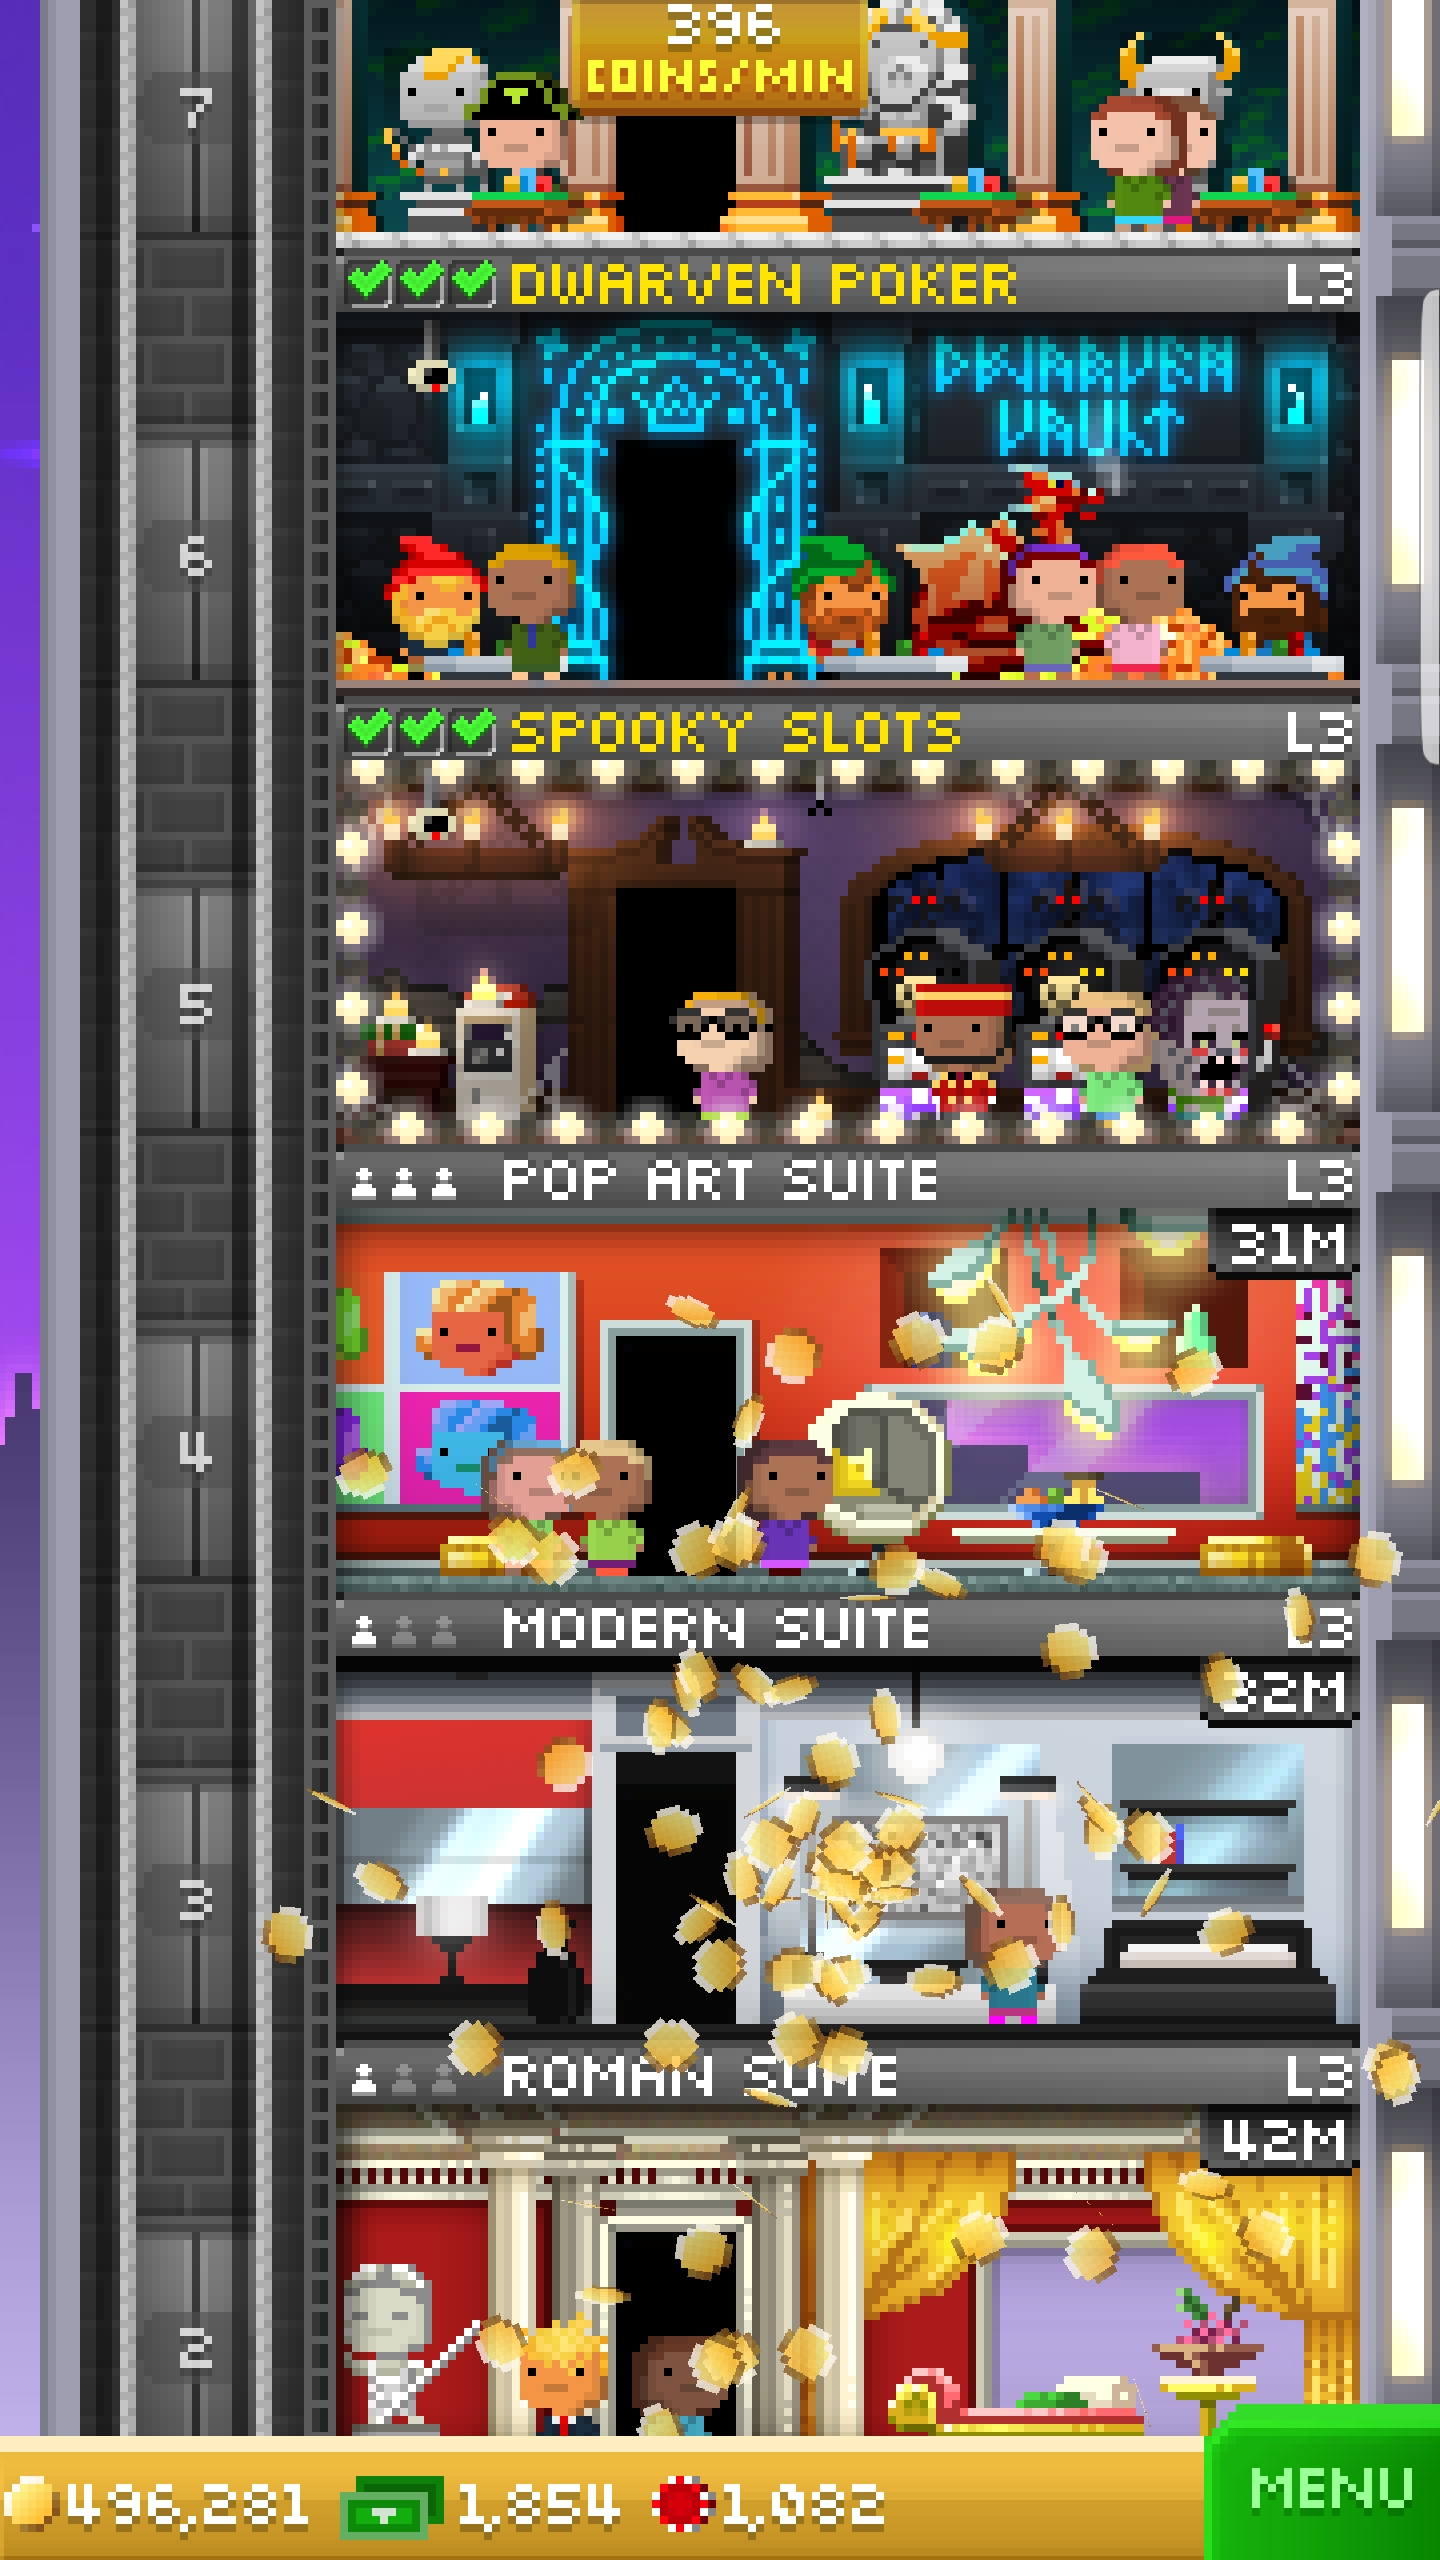 396
COINS/MIN
7
DWARVEN POKER L3
DWARVEN
VAULT
6
SPOOKY SLOTS L3
5
POP ART SUITE L3
31M
4
MODERN SUITE L3
32M
3
ROMAN SUITE L3
42M
2
496,281 1,854 1,082
MENU